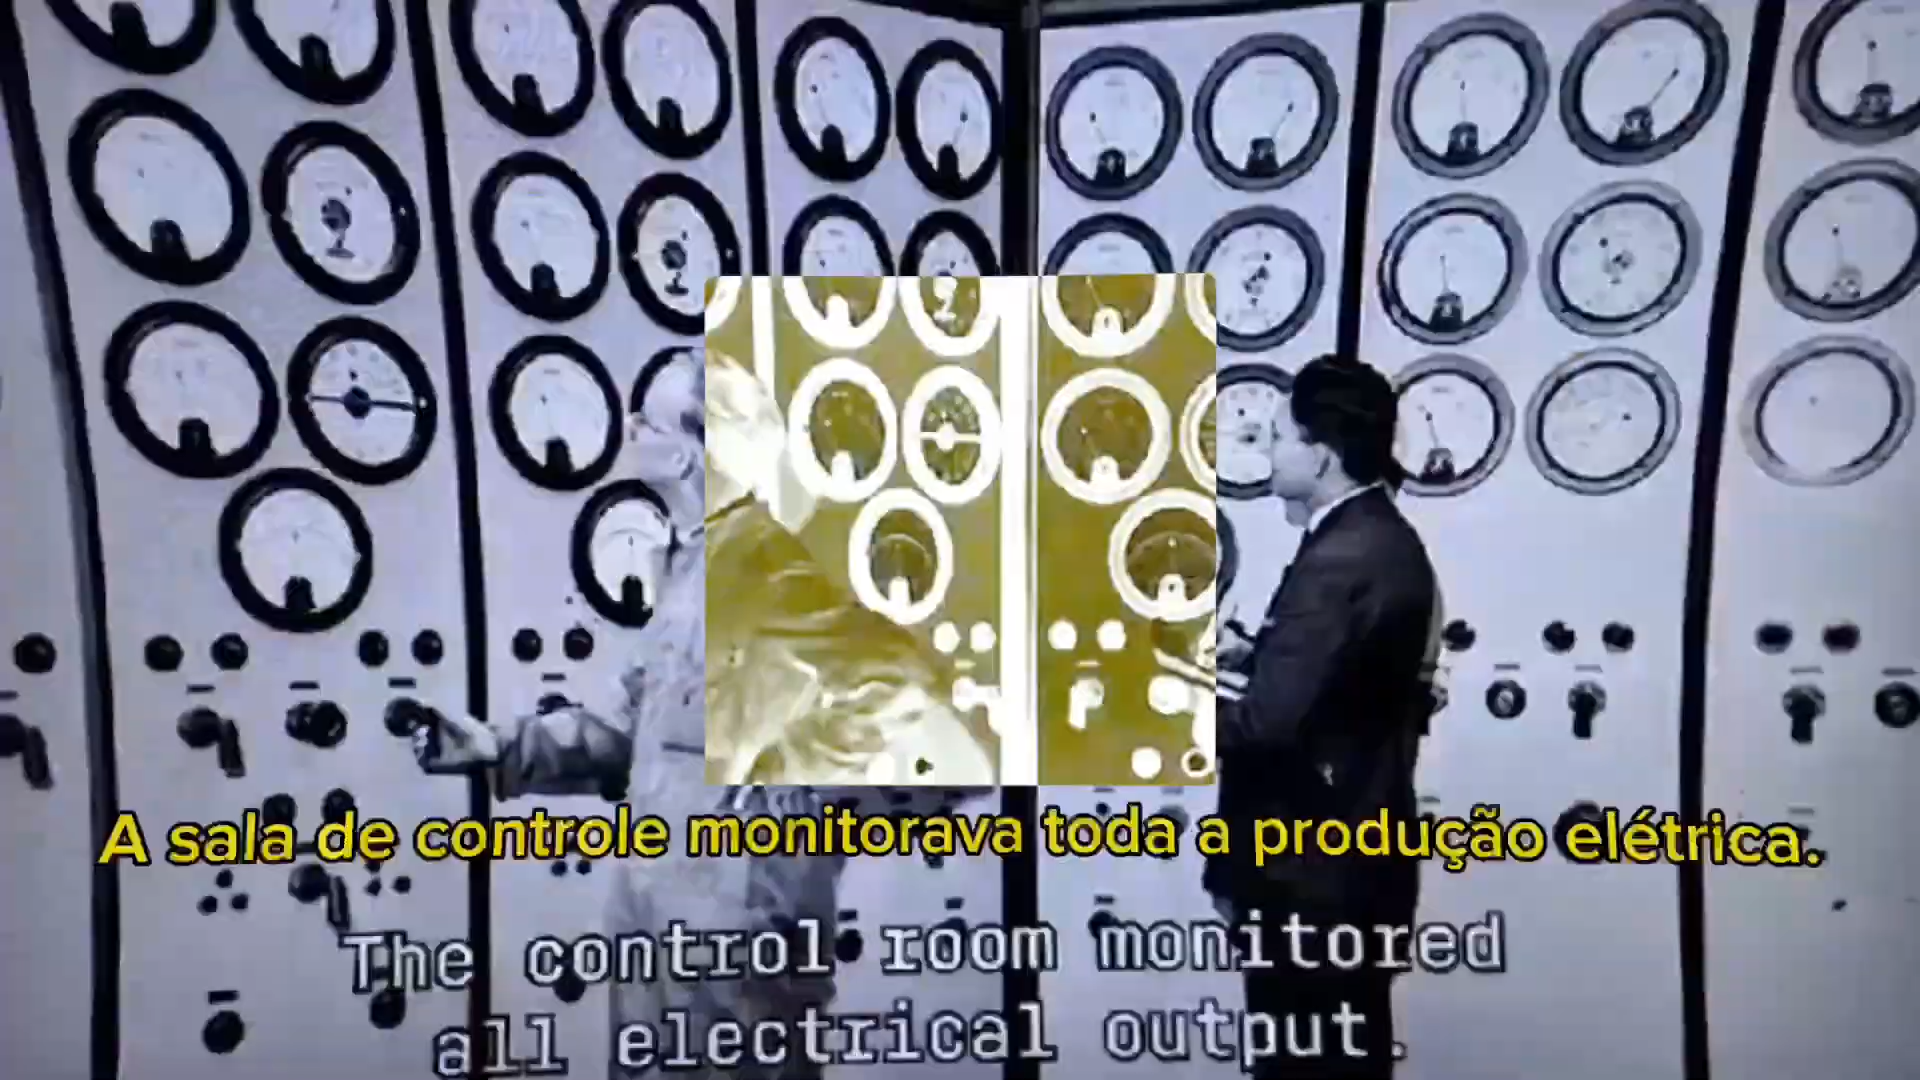 A sala de controle monitorava toda a produção elétrica.
The control room monitored
all electrical output.